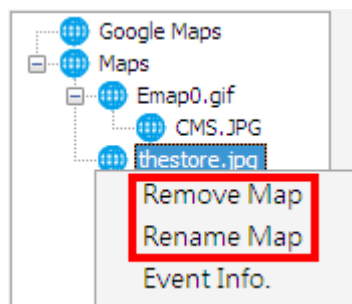 Google Maps
Maps
Emap0.gif
CMS.JPG
thestore.jpg
Remove Map
Rename Map
Event Info.